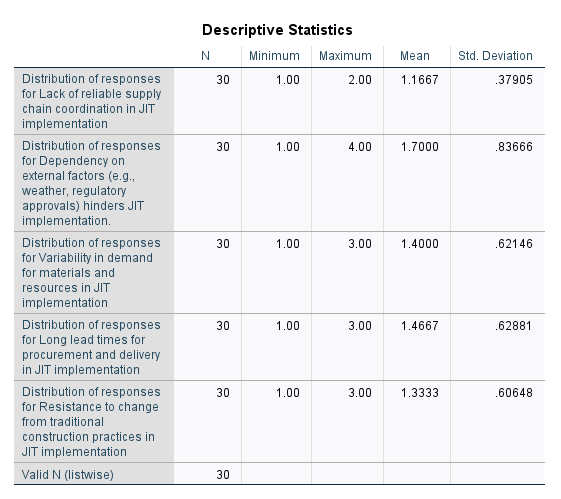 Descriptive Statistics
N Minimum Maximum Mean Std. Deviation
Distribution of responses 30 1.00 2.00 1.1667 .37905
for Lack of reliable supply
chain coordination in JIT
implementation
Distribution of responses 30 1.00 4.00 1.7000 .83666
for Dependency on
external factors (e.g.,
weather, regulatory
approvals) hinders JIT
implementation.
Distribution of responses 30 1.00 3.00 1.4000 .62146
for Variability in demand
for materials and
resources in JIT
implementation
Distribution of responses 30 1.00 3.00 1.4667 .62881
for Long lead times for
procurement and delivery
in JIT implementation
Distribution of responses 30 1.00 3.00 1.3333 .60648
for Resistance to change
from traditional
construction practices in
JIT implementation
Valid N (listwise) 30